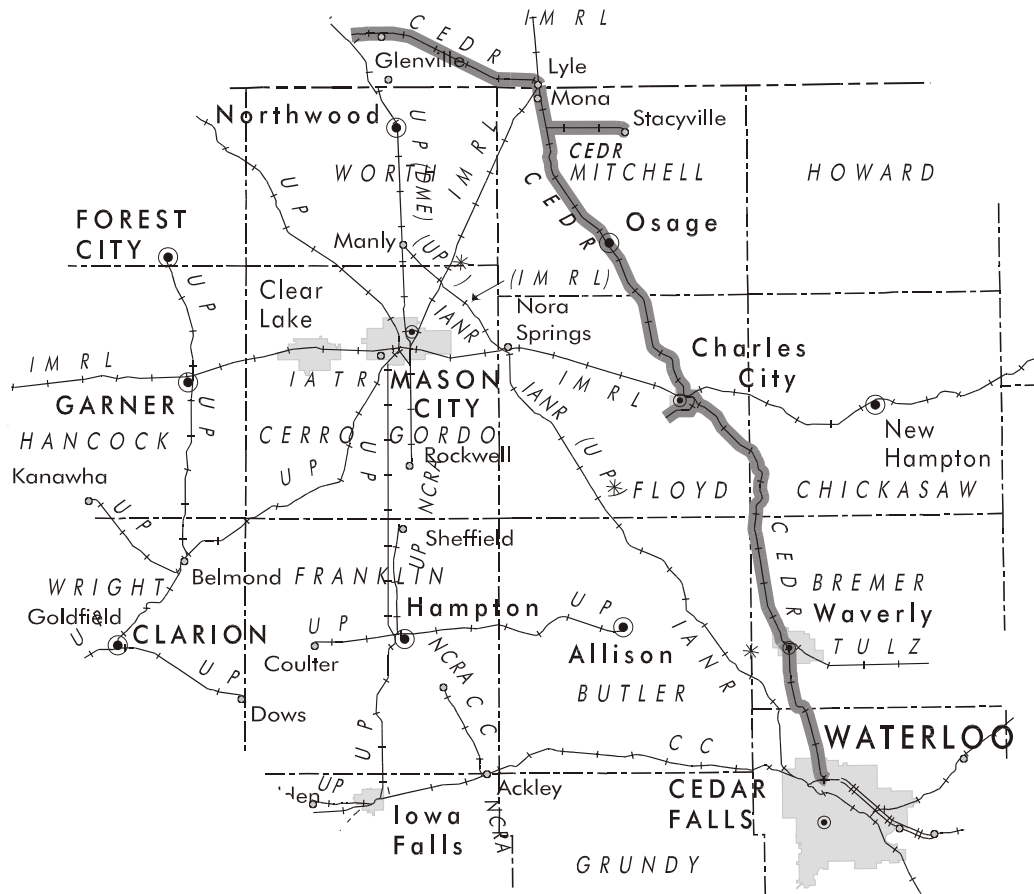 CEDR
IMRL
Glenville
Lyle
Mona
Northwood
UP (DME) (UP)
IMRL
Stacyville
CEDR
WORTH
MITCHELL
HOWARD
UP
CEDR
FOREST
CITY
Manly
Osage
UP
Clear
Lake
(IMRL)
IANR
Nora
Springs
Charles
City
IMRL
IATR
MASON
CITY
IMRL
GARNER
UP
IANR (UP)
HANCOCK
CERRO GORDO
UP
New
Hampton
Kanawha
UP
Rockwell
NCRA
FLOYD
CHICKASAW
UP
Sheffield
UP
CEDR
Belmond
FRANKLIN
WRIGHT
BREMER
Goldfield
UP
CLARION
UP
Hampton
UP
Waverly
IANR
TULZ
Coulter
UP
NCRA
Allison
BUTLER
CC
Dows
UP
CC
WATERLOO
UP
Ackley
CEDAR
FALLS
Iowa
Falls
NCRA
GRUNDY